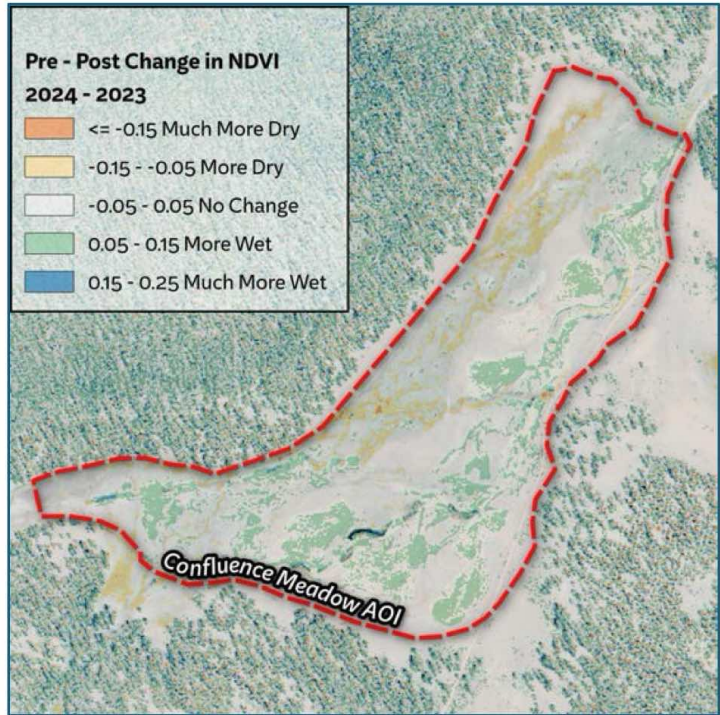 Pre - Post Change in NDVI
2024 - 2023
<= -0.15 Much More Dry
-0.15 - -0.05 More Dry
-0.05 - 0.05 No Change
0.05 - 0.15 More Wet
0.15 - 0.25 Much More Wet
Confluence Meadow AOI